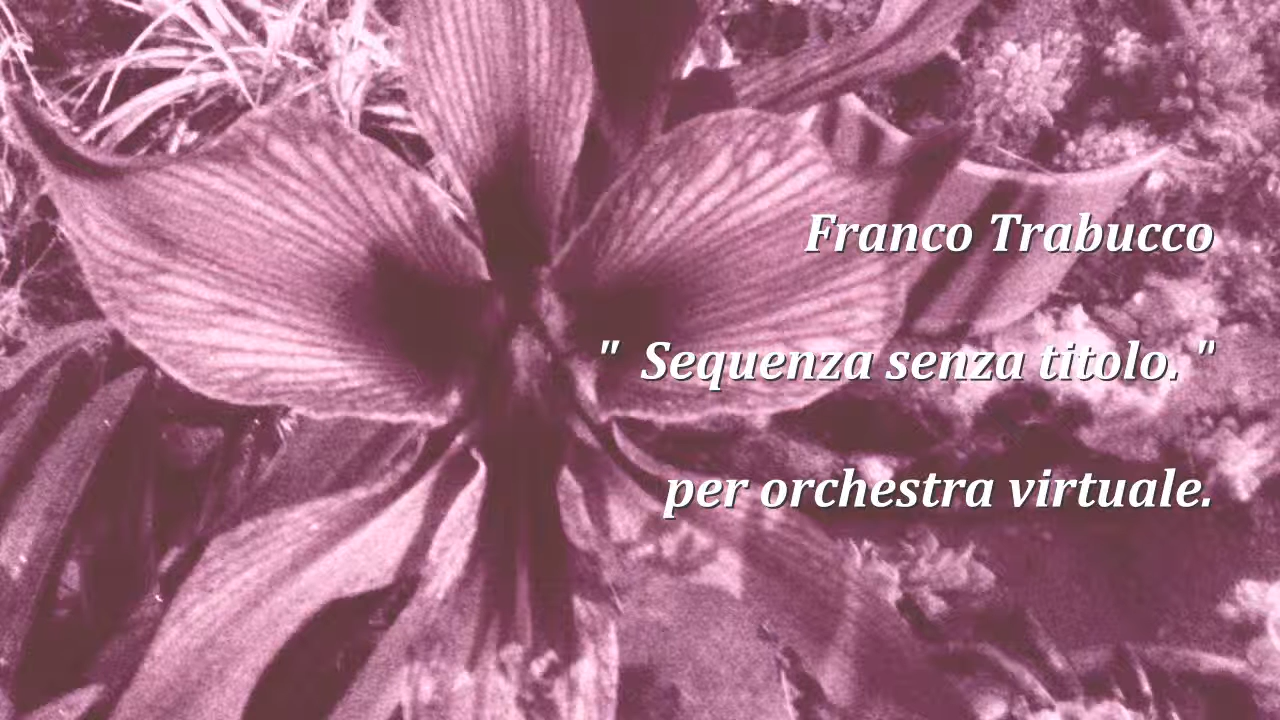 Franco Trabucco
" Sequenza senza titolo. "
per orchestra virtuale.